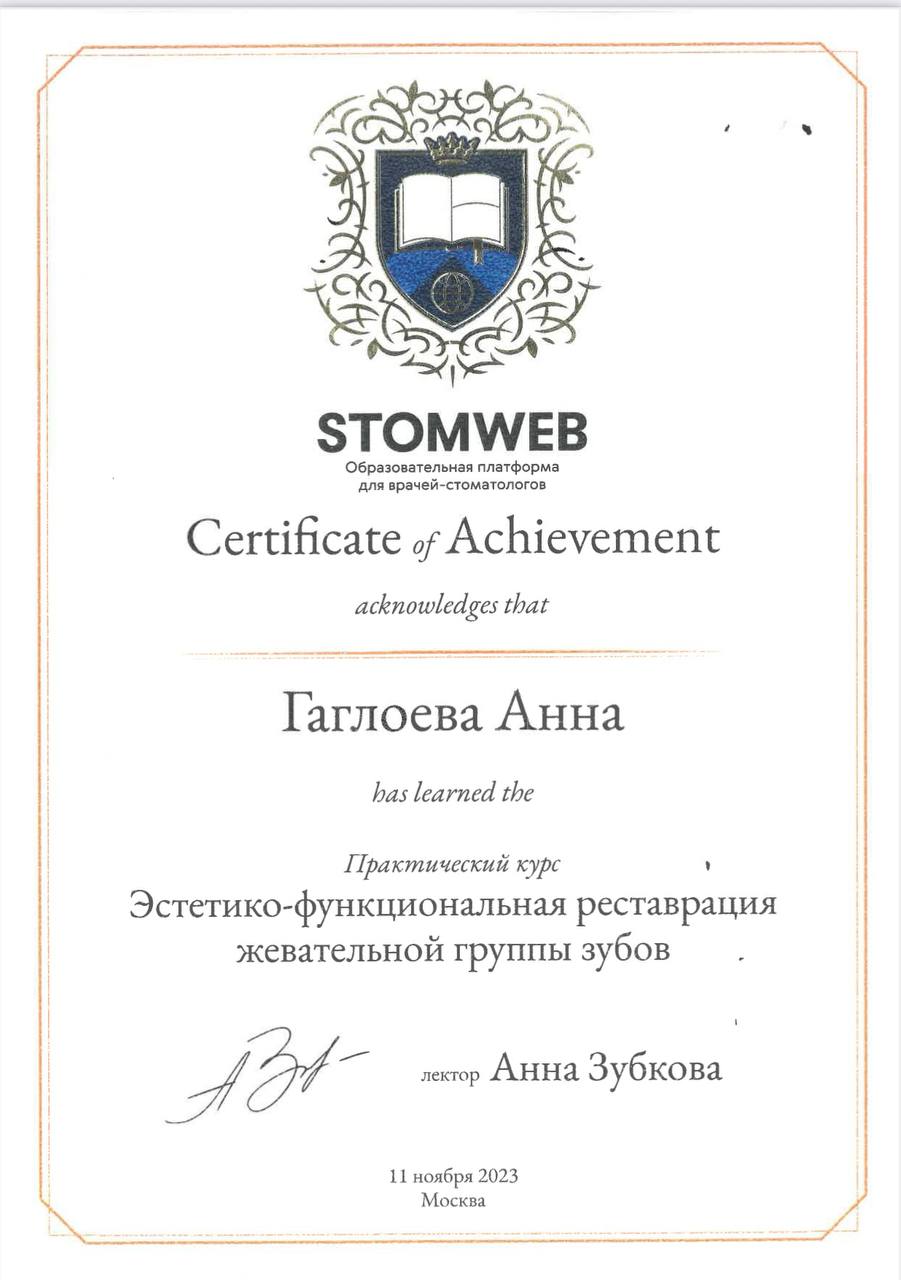 STOMWEB
Образовательная платформа
для врачей-стоматологов
Certificate of Achievement
acknowledges that
Гаглоева Анна
has learned the
Практический курс
Эстетико-функциональная реставрация
жевательной группы зубов
лектор Анна Зубкова
11 ноября 2023
Москва